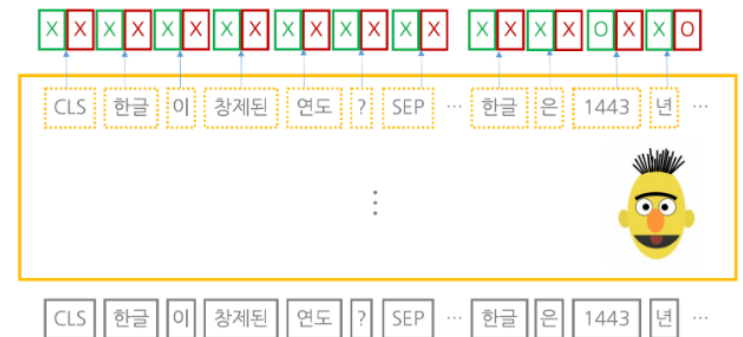 X X X X X X X X X X X X X X X X X X O X X O
CLS 한글 이 창제된 연도 ? SEP … 한글 은 1443 년 …
⋮
CLS 한글 이 창제된 연도 ? SEP … 한글 은 1443 년 …